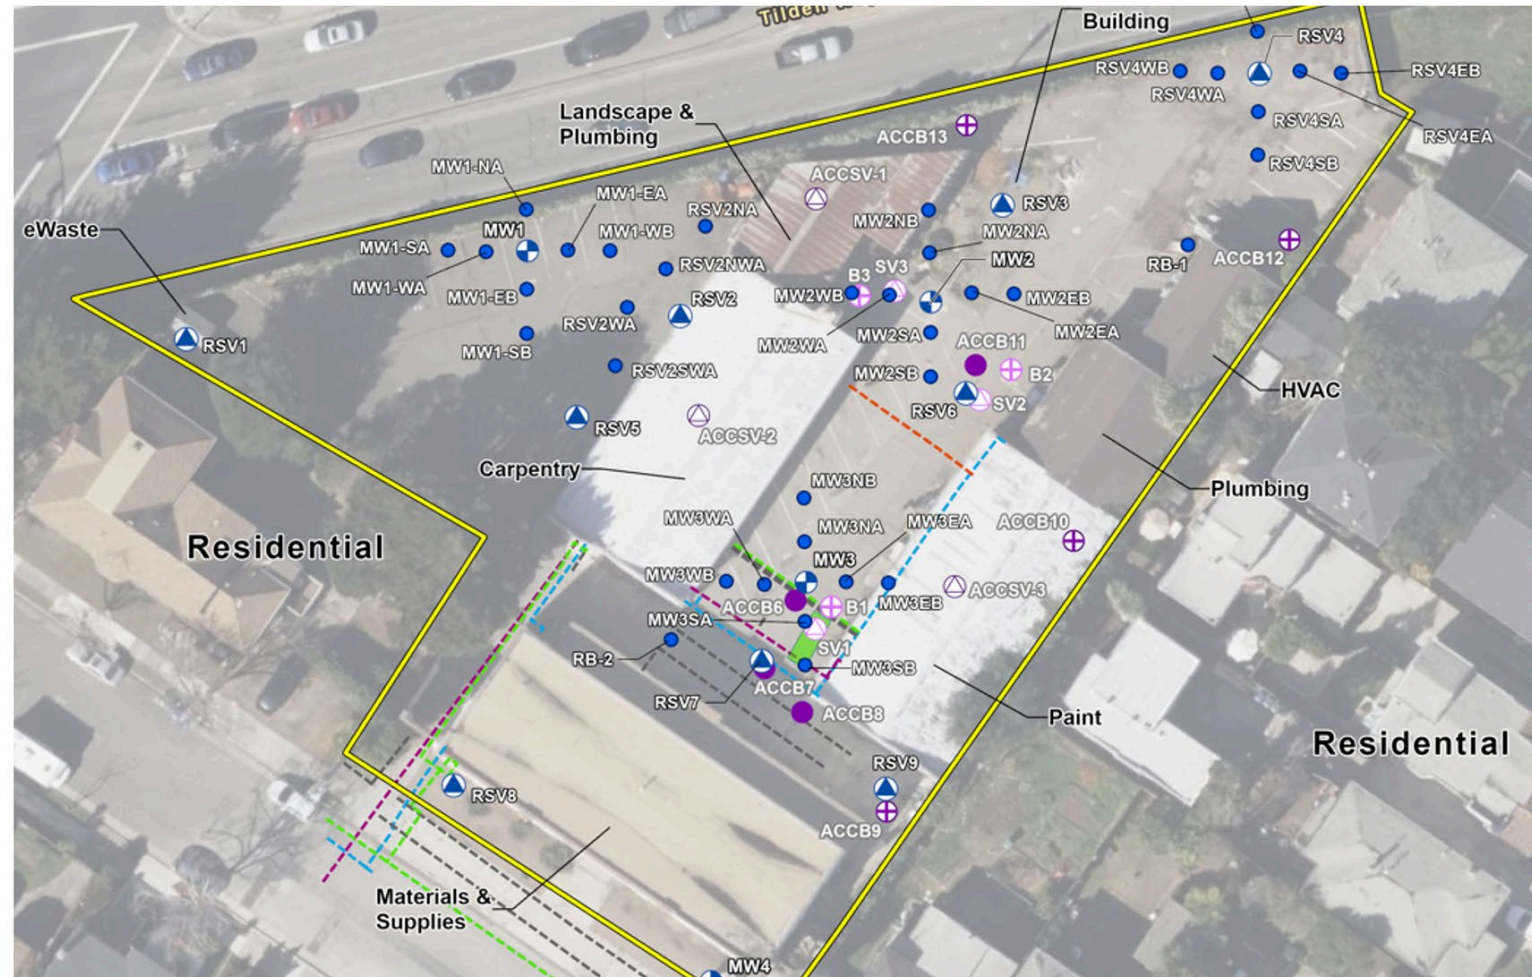 Tilden
Building
RSV4
RSV4WB
RSV4EB
RSV4WA
Landscape &
Plumbing
RSV4SA
RSV4EA
ACCB13
RSV4SB
MW1-NA
ACCSV-1
MW1-EA
RSV2NA
RSV3
MW2NB
eWaste
MW1
MW1-WB
MW2NA
MW1-SA
RB-1
ACCB12
MW2
RSV2NWA
SV3
B3
MW1-WA
MW1-EB
MW2WB
MW2EB
RSV2
RSV2WA
MW2SA
MW2EA
RSV1
MW2WA
ACCB11
MW1-SB
RSV2SWA
MW2SB
B2
HVAC
SV2
RSV6
RSV5
ACCSV-2
Carpentry
MW3NB
Plumbing
MW3WA
MW3NA
MW3EA
ACCB10
Residential
MW3
MW3WB
ACCSV-3
MW3EB
ACCB6
B1
MW3SA
SV1
RB-2
MW3SB
ACCB7
RSV7
ACCB8
Paint
Residential
RSV9
RSV8
ACCB9
Materials &
Supplies
MW4